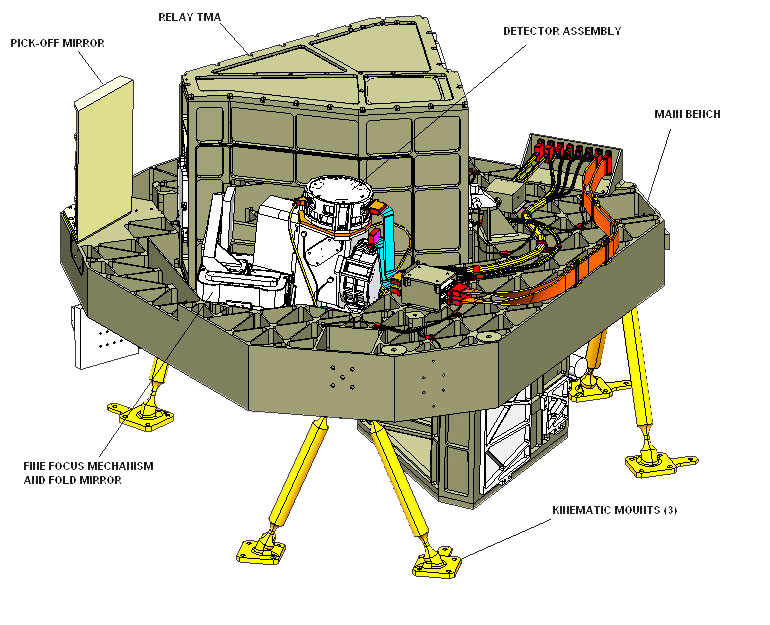 RELAY TMA
DETECTOR ASSEMBLY
PICK-OFF MIRROR
MAIN BENCH
FINE FOCUS MECHANISM
AND FOLD MIRROR
KINEMATIC MOUNTS (3)